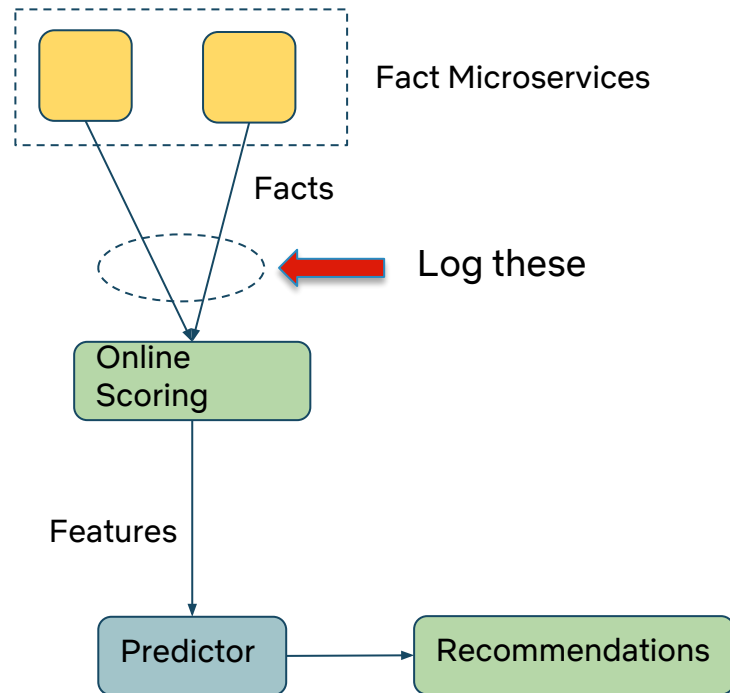 Fact Microservices
Facts
Log these
Online
Scoring
Features
Predictor
Recommendations